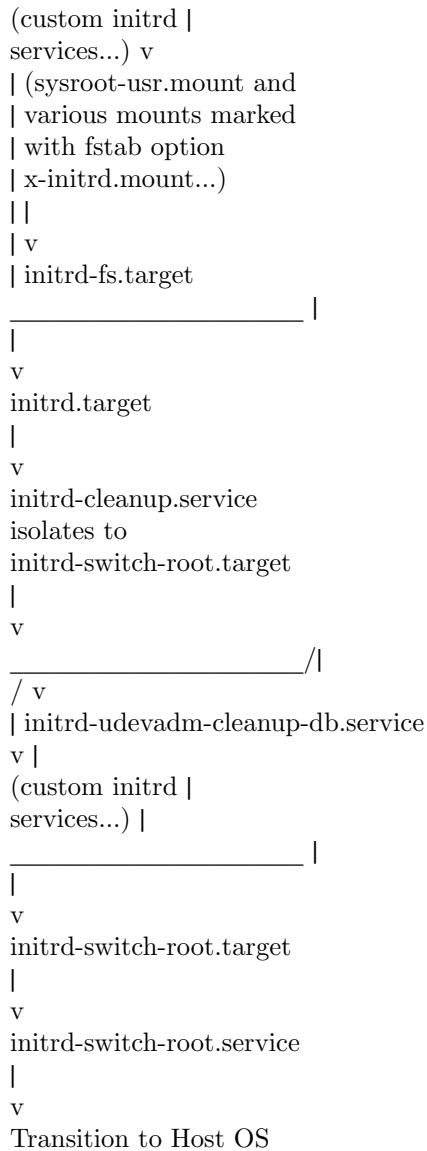 (custom initrd |
services...) v
| (sysroot-usr.mount and
| various mounts marked
| with fstab option
| x-initrd.mount...)
| |
| v
| initrd-fs.target
______________________ |
|
v
initrd.target
|
v
initrd-cleanup.service
isolates to
initrd-switch-root.target
|
v
______________________/|
/ v
| initrd-udevadm-cleanup-db.service
v |
(custom initrd |
services...) |
______________________ |
|
v
initrd-switch-root.target
|
v
initrd-switch-root.service
|
v
Transition to Host OS